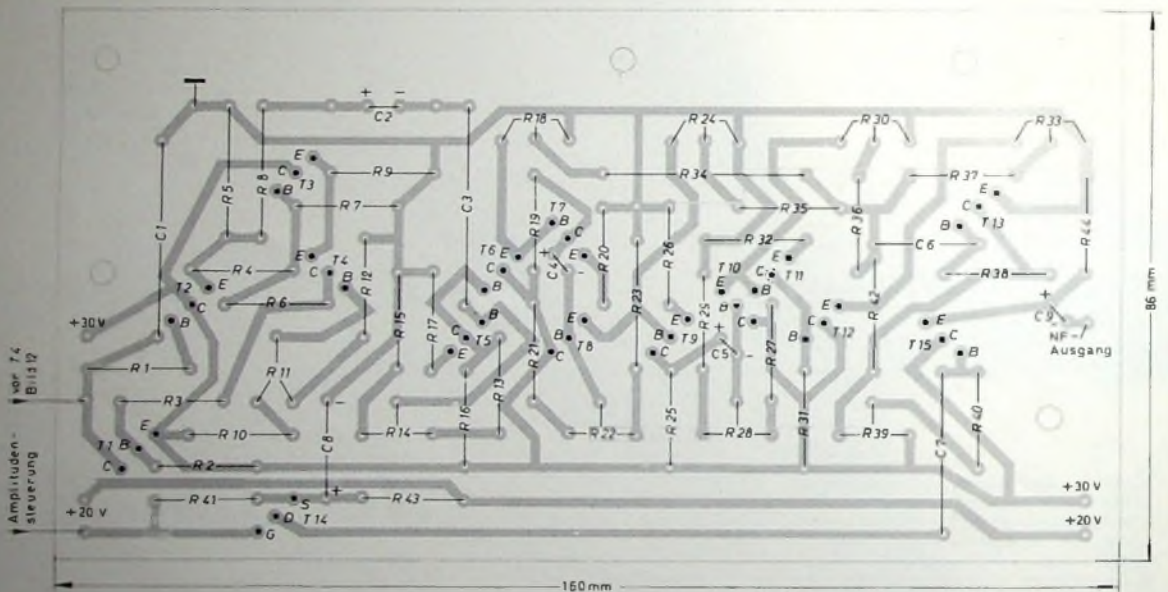 + -
C2
R18
R24
R30
R33
E
C
T3
B
R5
R8
R9
R34
R37
E
C
T13
B
C1
R7
C3
R19
T7
B
C
R35
R36
R44
R4
E
C
T4
B
R12
T6
E
C
B
C4
+
-
E
R20
R26
R32
E
C
T11
C6
R38
T2
E
C
B
R6
R15
R17
C
T5
B
E
R21
B
T8
C
R23
E
B
T9
C
R29
T10
E
B
B
C
C5
+
-
R27
E
C
T12
B
R42
E
T15
C
B
+
C9
-
NF-
Ausgang
+30V
vor T4
Bild 12
R1
R3
R11
R16
R13
C8
-
+
R10
R14
R22
R25
R28
R31
R39
C7
R40
E
T1
B
C
R2
Amplituden-
steuerung
R41
S
D
T14
G
R43
+20V
+30V
+20V
86mm
160mm